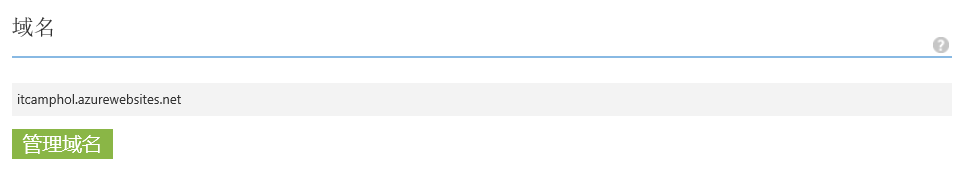 域名
?
itcamphol.azurewebsites.net
管理域名